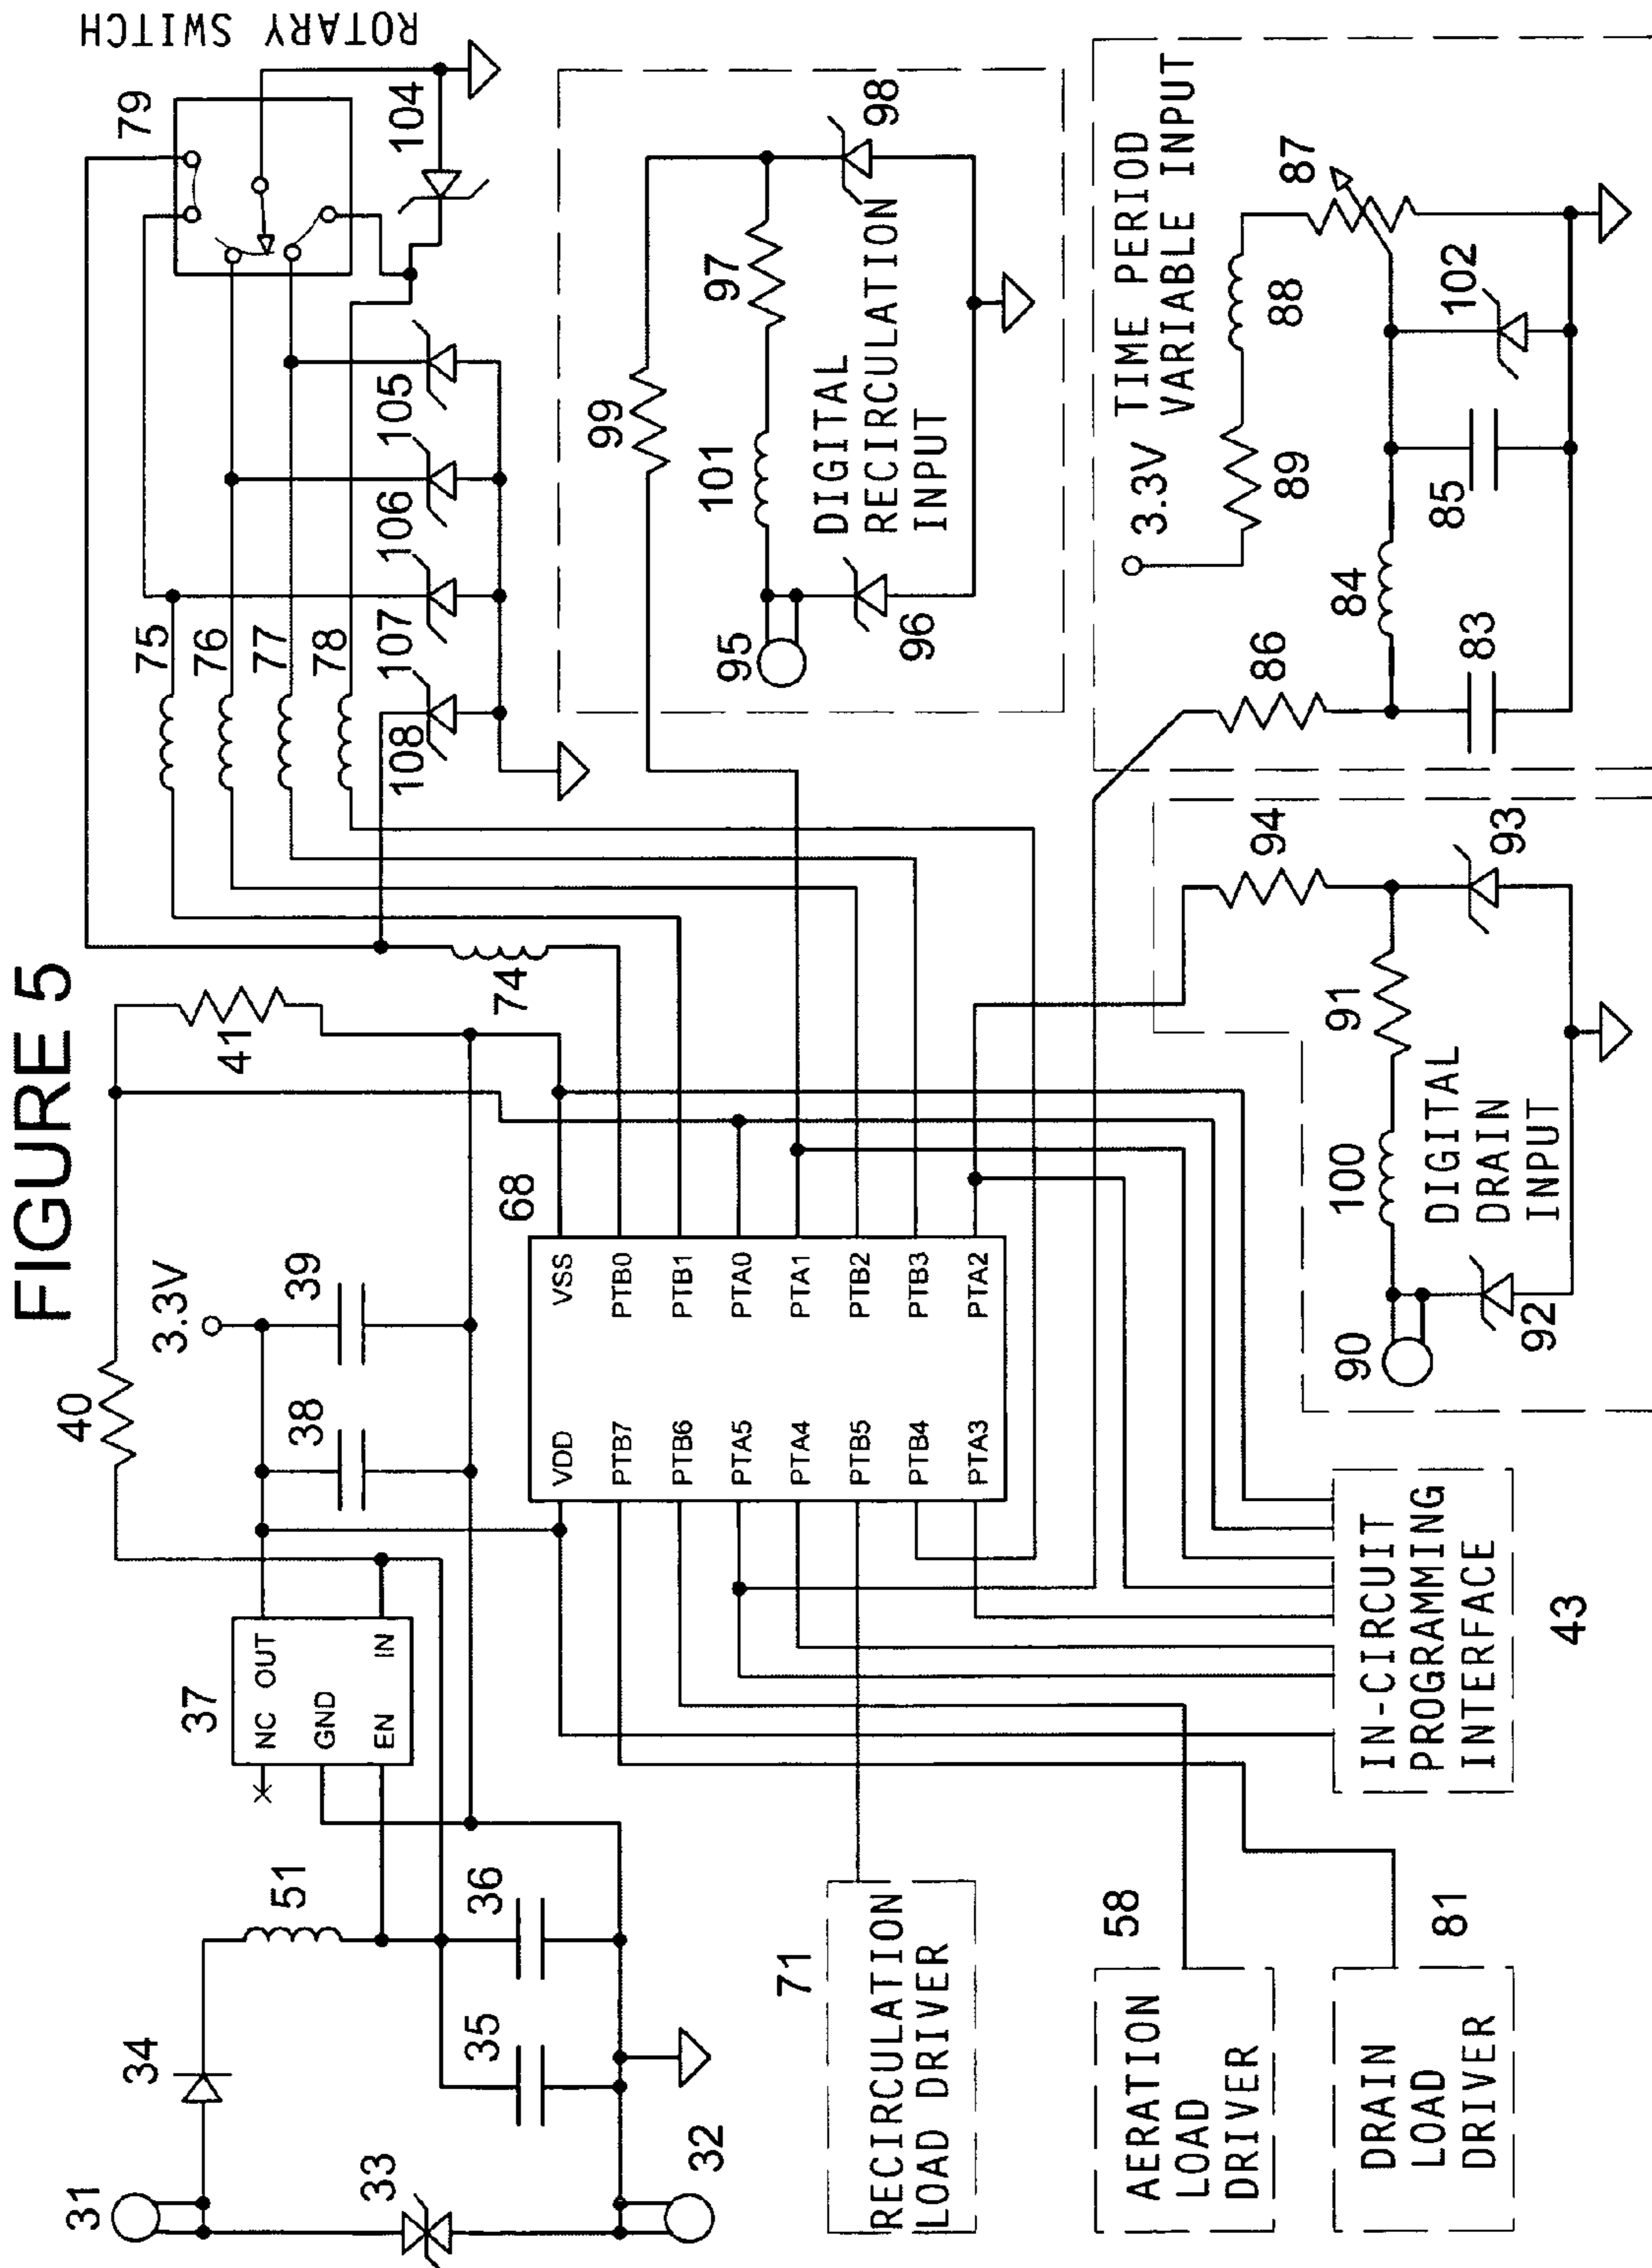 FIGURE 5
31
34
51
33
35
36
32
37
NC OUT
GND
EN IN
40
3.3V
38
39
41
68
VDD VSS
PTB7 PTB0
PTB6 PTB1
PTA5 PTA0
PTA4 PTA1
PTB5 PTB2
PTB4 PTB3
PTA3 PTA2
74
75
76
77
78
79
ROTARY SWITCH
104
108
107
106
105
71
RECIRCULATION
LOAD DRIVER
58
AERATION
LOAD
DRIVER
81
DRAIN
LOAD
DRIVER
IN-CIRCUIT
PROGRAMMING
INTERFACE
43
99
95
101
97
98
96
DIGITAL
RECIRCULATION
INPUT
90
100
91
94
93
92
DIGITAL
DRAIN
INPUT
TIME PERIOD
VARIABLE INPUT
3.3V
89
88
87
86
84
85
102
83